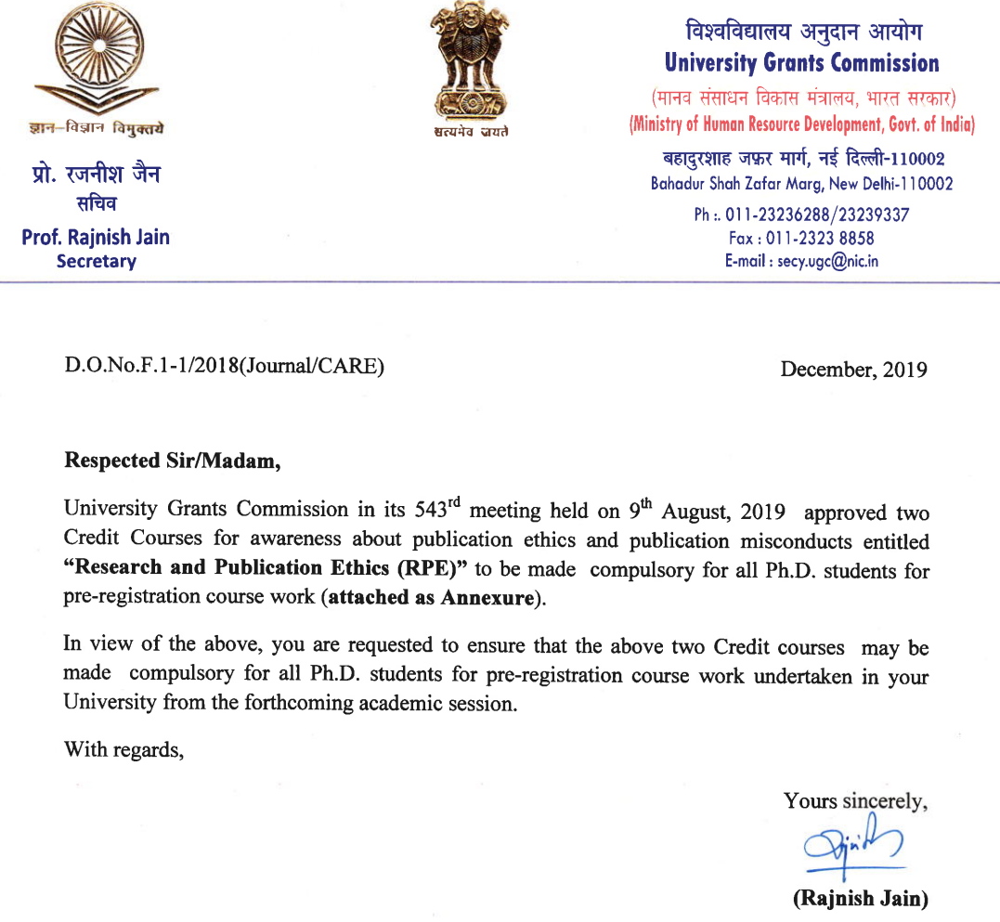 ज्ञान-विज्ञान विमुक्तये
प्रो. रजनीश जैन
सचिव
Prof. Rajnish Jain
Secretary
सत्यमेव जयते
विश्वविद्यालय अनुदान आयोग
University Grants Commission
(मानव संसाधन विकास मंत्रालय, भारत सरकार)
(Ministry of Human Resource Development, Govt. of India)
बहादुरशाह जफ़र मार्ग, नई दिल्ली-110002
Bahadur Shah Zafar Marg, New Delhi-110002
Ph :. 011-23236288/23239337
Fax : 011-2323 8858
E-mail : secy.ugc@nic.in
D.O.No.F.1-1/2018(Journal/CARE)
December, 2019
Respected Sir/Madam,
University Grants Commission in its 543rd meeting held on 9th August, 2019 approved two
Credit Courses for awareness about publication ethics and publication misconducts entitled
“Research and Publication Ethics (RPE)” to be made compulsory for all Ph.D. students for
pre-registration course work (attached as Annexure).
In view of the above, you are requested to ensure that the above two Credit courses may be
made compulsory for all Ph.D. students for pre-registration course work undertaken in your
University from the forthcoming academic session.
With regards,
Yours sincerely,
(Rajnish Jain)